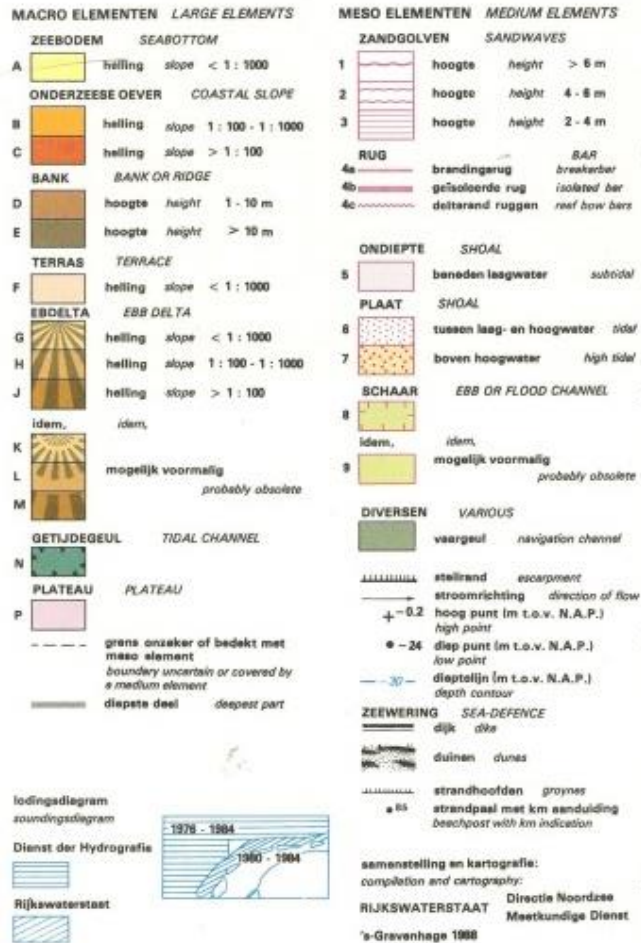 MACRO ELEMENTEN LARGE ELEMENTS
ZEEBODEM SEABOTTOM
A helling slope < 1 : 1000
ONDERZEESE OEVER COASTAL SLOPE
B helling slope 1 : 100 - 1 : 1000
C helling slope > 1 : 100
BANK BANK OR RIDGE
D hoogte height 1 - 10 m
E hoogte height > 10 m
TERRAS TERRACE
F helling slope < 1 : 1000
EBDELTA EBB DELTA
G helling slope < 1 : 1000
H helling slope 1 : 100 - 1 : 1000
J helling slope > 1 : 100
idem, idem,
K
L mogelijk voormalig
probably obsolete
M
GETIJDEGEUL TIDAL CHANNEL
N
PLATEAU PLATEAU
P
grens onzeker of bedekt met
meso element
boundary uncertain or covered by
a medium element
diepste deel deepest part
lodingsdiagram
soundingsdiagram
Dienst der Hydrografie
Rijkswaterstaat
1976 - 1984
1980 - 1984
MESO ELEMENTEN MEDIUM ELEMENTS
ZANDGOLVEN SANDWAVES
1 hoogte height > 6 m
2 hoogte height 4 - 6 m
3 hoogte height 2 - 4 m
RUG BAR
4a brandingsrug breakerbar
4b geïsoleerde rug isolated bar
4c deltarand ruggen reef bow bars
ONDIEPTE SHOAL
5 beneden laagwater subtidal
PLAAT SHOAL
6 tussen laag- en hoogwater tidal
7 boven hoogwater high tidal
SCHAAR EBB OR FLOOD CHANNEL
8
idem, idem,
9 mogelijk voormalig
probably obsolete
DIVERSEN VARIOUS
vaargeul navigation channel
steilrand escarpment
stroomrichting direction of flow
+ -0.2 hoog punt (m t.o.v. N.A.P.)
high point
-24 diep punt (m t.o.v. N.A.P.)
low point
-20- dieptelijn (m t.o.v. N.A.P.)
depth contour
ZEEWERING SEA-DEFENCE
dijk dike
duinen dunes
strandhoofden groynes
85 strandpaal met km aanduiding
beachpost with km indication
samenstelling en kartografie:
compilation and cartography:
RIJKSWATERSTAAT Directie Noordzee
Meetkundige Dienst
's-Gravenhage 1988